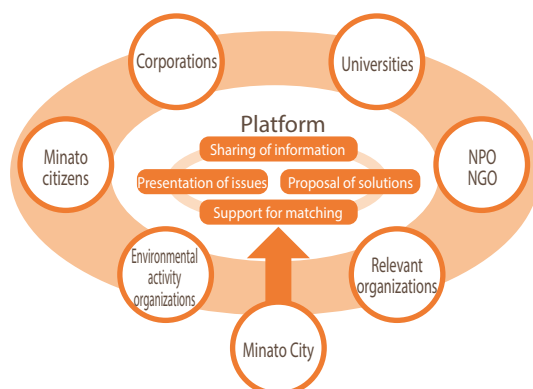 Corporations
Universities
Platform
Sharing of information
Minato
citizens
Presentation of issues
Proposal of solutions
NPO
NGO
Support for matching
Environmental
activity
organizations
Relevant
organizations
Minato City